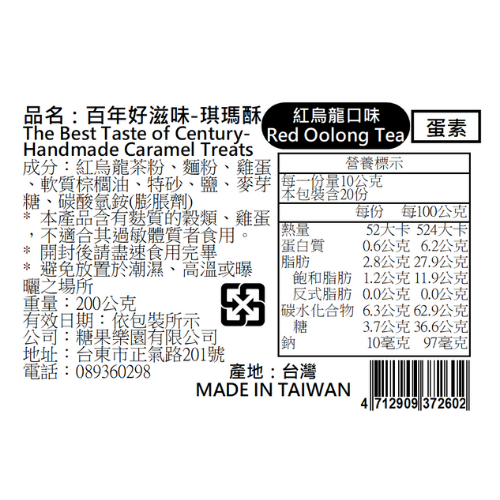 品名：百年好滋味-琪瑪酥
The Best Taste of Century-
Handmade Caramel Treats
紅烏龍口味
Red Oolong Tea
蛋素
成分：紅烏龍茶粉、麵粉、雞蛋
、軟質棕櫚油、特砂、鹽、麥芽
糖、碳酸氫銨(膨脹劑)
* 本產品含有麩質的穀類、雞蛋
，不適合其過敏體質者食用。
* 開封後請盡速食用完畢
* 避免放置於潮濕、高溫或曝
曬之場所
重量：200公克
有效日期：依包裝所示
公司：糖果樂園有限公司
地址：台東市正氣路201號
電話：089360298
營養標示
每一份量10公克
本包裝含20份
每份 每100公克
熱量 52大卡 524大卡
蛋白質 0.6公克 6.2公克
脂肪 2.8公克 27.9公克
飽和脂肪 1.2公克 11.9公克
反式脂肪 0.0公克 0.0公克
碳水化合物 6.3公克 62.9公克
糖 3.7公克 36.6公克
鈉 10毫克 97毫克
產地：台灣
MADE IN TAIWAN
4 712909 372602